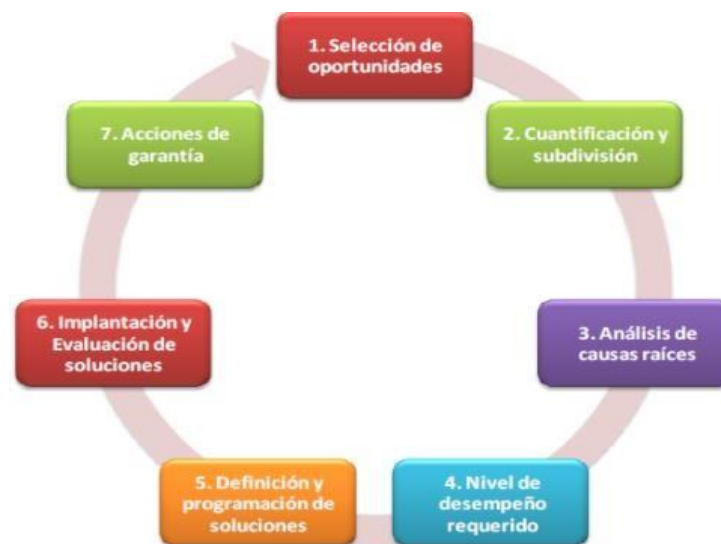 1. Selección de
oportunidades
2. Cuantificación y
subdivisión
3. Análisis de
causas raíces
4. Nivel de
desempeño
requerido
5. Definición y
programación de
soluciones
6. Implantación y
Evaluación de
soluciones
7. Acciones de
garantía